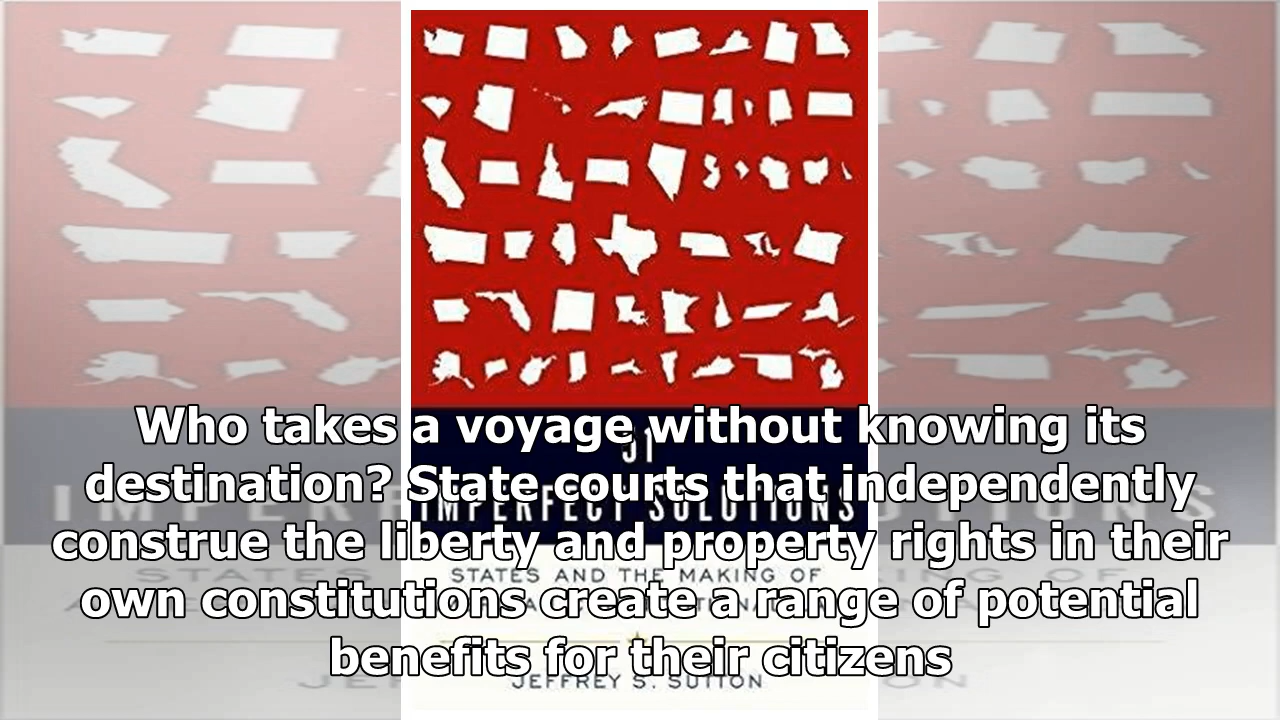 Who takes a voyage without knowing its
destination? State courts that independently
construe the liberty and property rights in their
own constitutions create a range of potential
benefits for their citizens
51
IMPERFECT SOLUTIONS
STATES AND THE MAKING OF
JEFFREY S. SUTTON